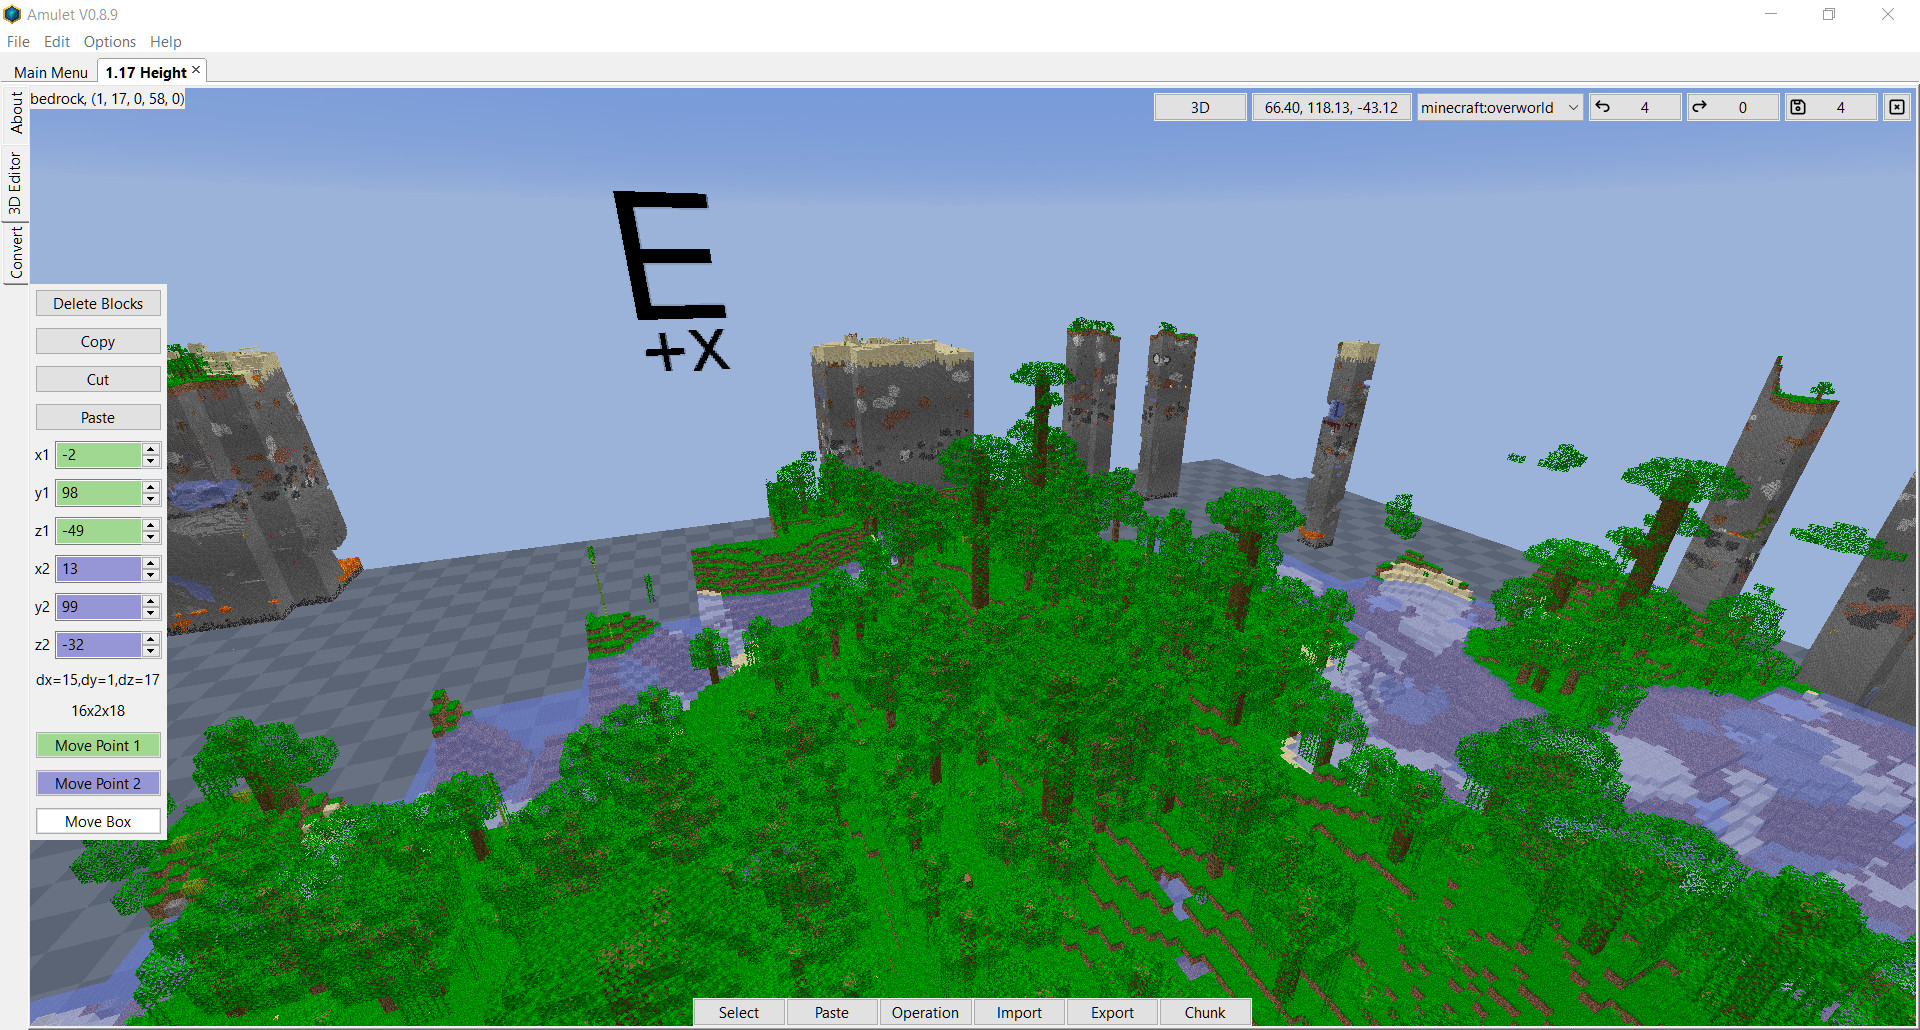 Amulet V0.8.9
File Edit Options Help
Main Menu 1.17 Height ×
About
3D Editor
Convert
bedrock, (1, 17, 0, 58, 0)
3D 66.40, 118.13, -43.12 minecraft:overworld 4 0 4
E
+X
Delete Blocks
Copy
Cut
Paste
x1 -2
y1 98
z1 -49
x2 13
y2 99
z2 -32
dx=15,dy=1,dz=17
16x2x18
Move Point 1
Move Point 2
Move Box
Select Paste Operation Import Export Chunk